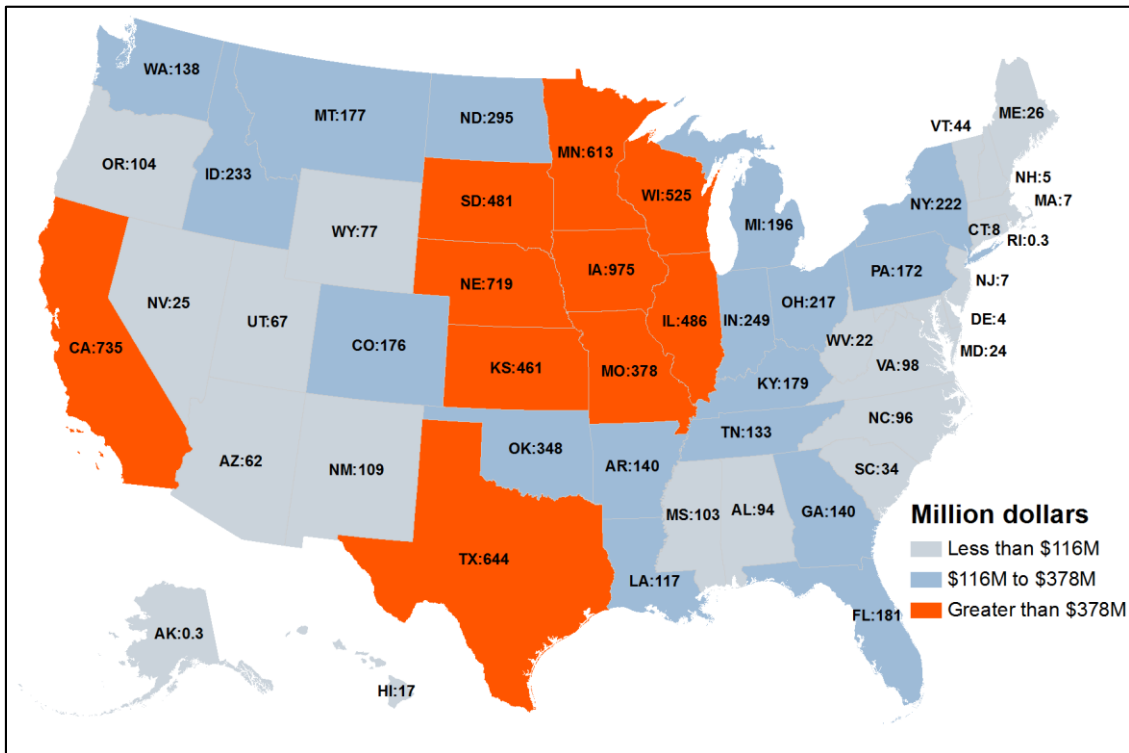 WA:138
MT:177
ND:295
MN:613
VT:44
ME:26
OR:104
ID:233
SD:481
WI:525
NH:5
MA:7
NY:222
WY:77
MI:196
CT:8
RI:0.3
IA:975
PA:172
NE:719
NJ:7
NV:25
UT:67
IL:486
IN:249
OH:217
DE:4
CA:735
CO:176
WV:22
MD:24
KS:461
MO:378
VA:98
KY:179
NC:96
TN:133
AZ:62
NM:109
OK:348
AR:140
SC:34
MS:103
AL:94
GA:140
Million dollars
Less than $116M
$116M to $378M
Greater than $378M
TX:644
LA:117
FL:181
AK:0.3
HI:17